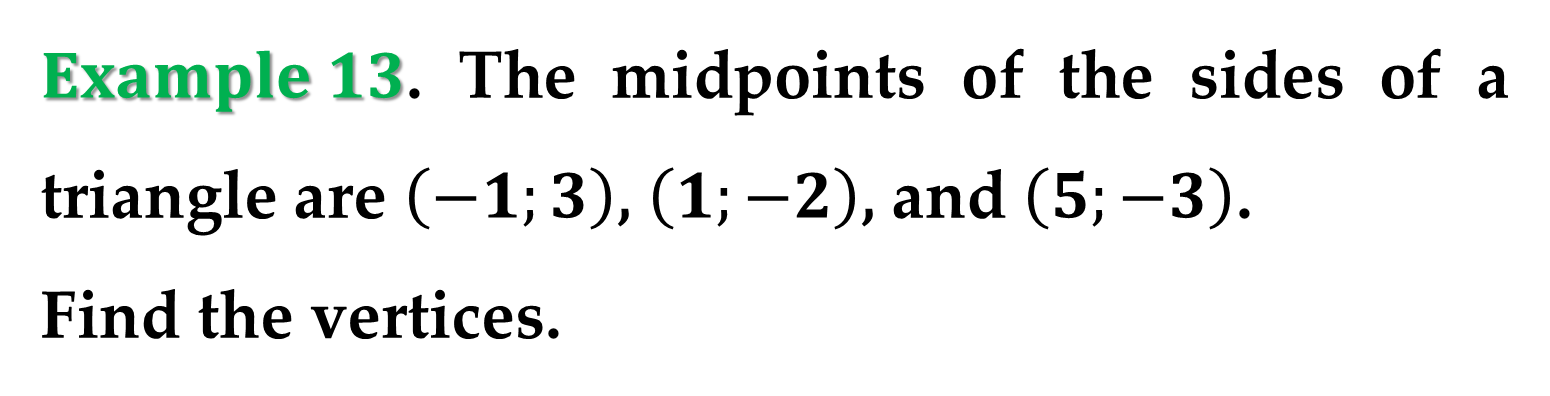 Example 13. The midpoints of the sides of a
triangle are (−1; 3), (1; −2), and (5; −3).
Find the vertices.